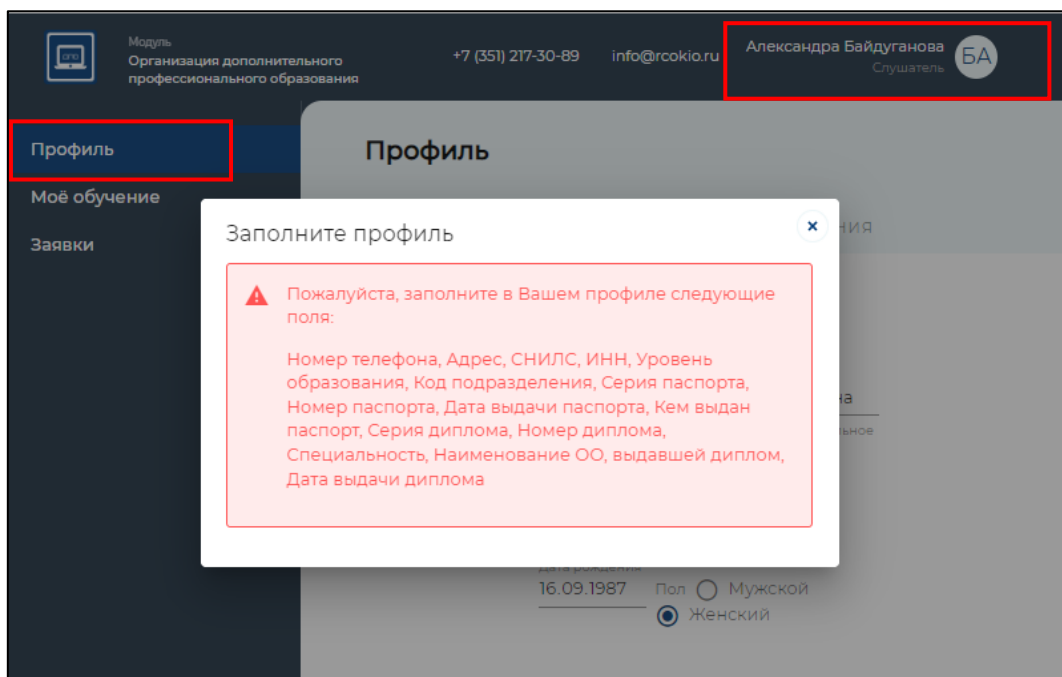 опо
Модуль
Организация дополнительного
профессионального образования
+7 (351) 217-30-89
info@rcokio.ru
Александра Байдуганова
Слушатель
БА
Профиль
Моё обучение
Заявки
Профиль
Заполните профиль
×
Пожалуйста, заполните в Вашем профиле следующие
поля:
Номер телефона, Адрес, СНИЛС, ИНН, Уровень
образования, Код подразделения, Серия паспорта,
Номер паспорта, Дата выдачи паспорта, Кем выдан
паспорт, Серия диплома, Номер диплома,
Специальность, Наименование ОО, выдавшей диплом,
Дата выдачи диплома
Дата рождения
16.09.1987
Пол
Мужской
Женский